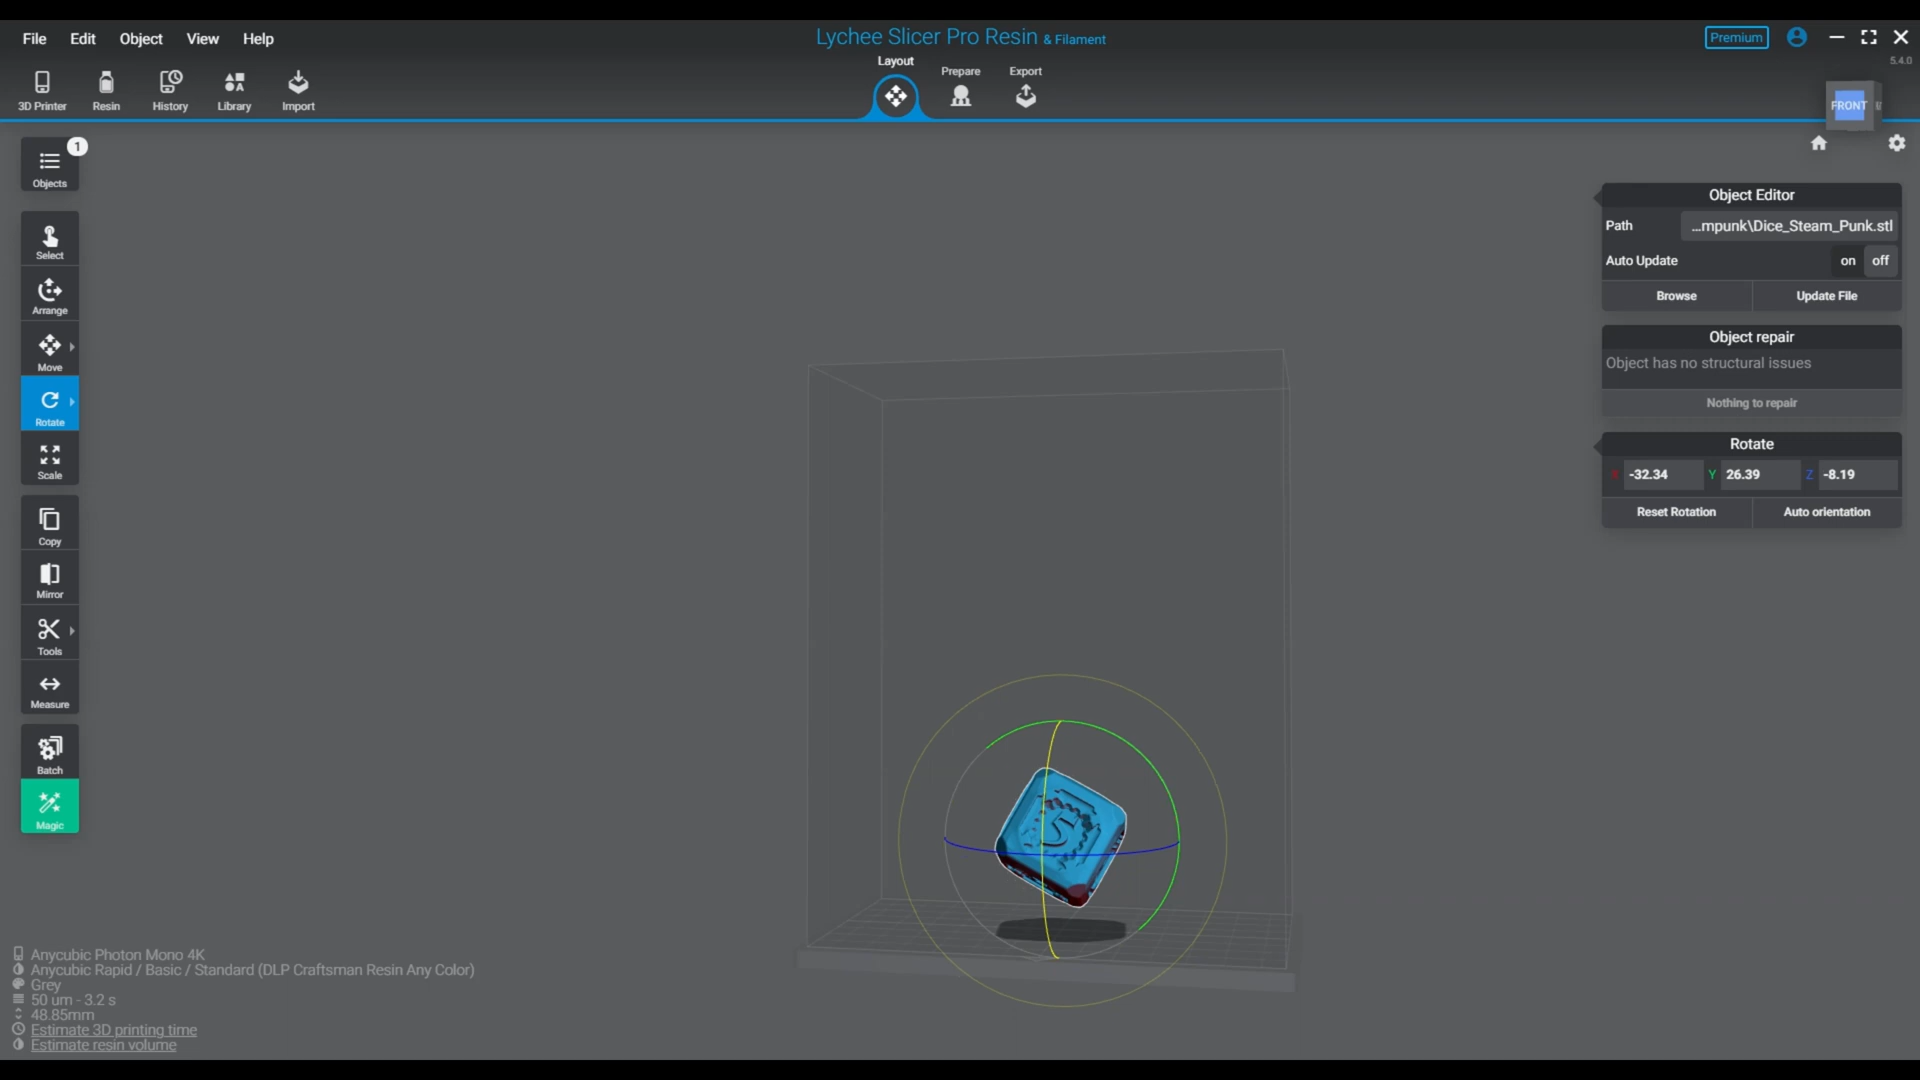 File Edit Object View Help
Lychee Slicer Pro Resin & Filament
Premium
5.4.0
3D Printer Resin History Library Import
Layout Prepare Export
FRONT
1
Objects
Select
Arrange
Move
Rotate
Scale
Copy
Mirror
Tools
Measure
Batch
Magic
Object Editor
Path ...mpunk\Dice_Steam_Punk.stl
Auto Update on off
Browse Update File
Object repair
Object has no structural issues
Nothing to repair
Rotate
X -32.34 Y 26.39 Z -8.19
Reset Rotation Auto orientation
5
Anycubic Photon Mono 4K
Anycubic Rapid / Basic / Standard (DLP Craftsman Resin Any Color)
Grey
50 um - 3.2 s
48.85mm
Estimate 3D printing time
Estimate resin volume